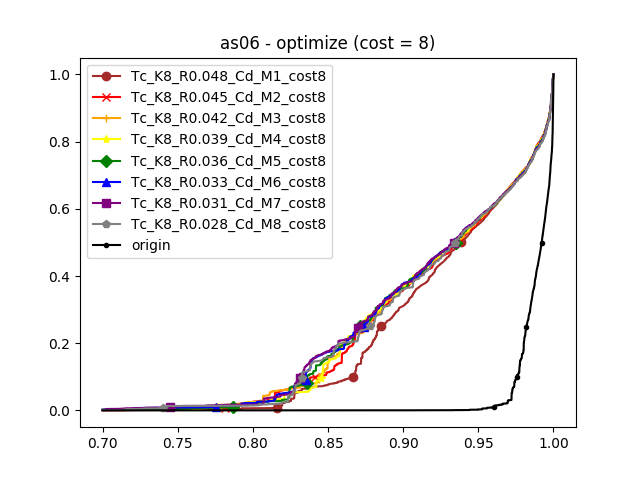 as06 - optimize (cost = 8)
Tc_K8_R0.048_Cd_M1_cost8
Tc_K8_R0.045_Cd_M2_cost8
Tc_K8_R0.042_Cd_M3_cost8
Tc_K8_R0.039_Cd_M4_cost8
Tc_K8_R0.036_Cd_M5_cost8
Tc_K8_R0.033_Cd_M6_cost8
Tc_K8_R0.031_Cd_M7_cost8
Tc_K8_R0.028_Cd_M8_cost8
origin
1.0
0.8
0.6
0.4
0.2
0.0
0.70 0.75 0.80 0.85 0.90 0.95 1.00